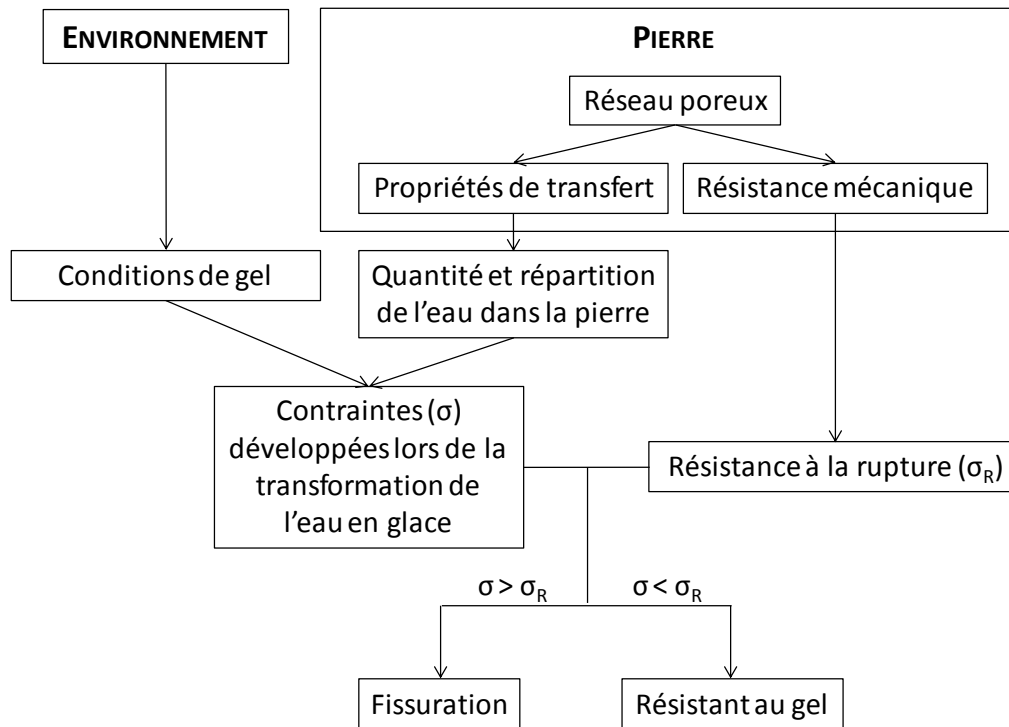 ENVIRONNEMENT
PIERRE
Réseau poreux
Propriétés de transfert
Résistance mécanique
Conditions de gel
Quantité et répartition
de l'eau dans la pierre
Contraintes (σ)
développées lors de la
transformation de
l'eau en glace
Résistance à la rupture (σR)
σ > σR
σ < σR
Fissuration
Résistant au gel